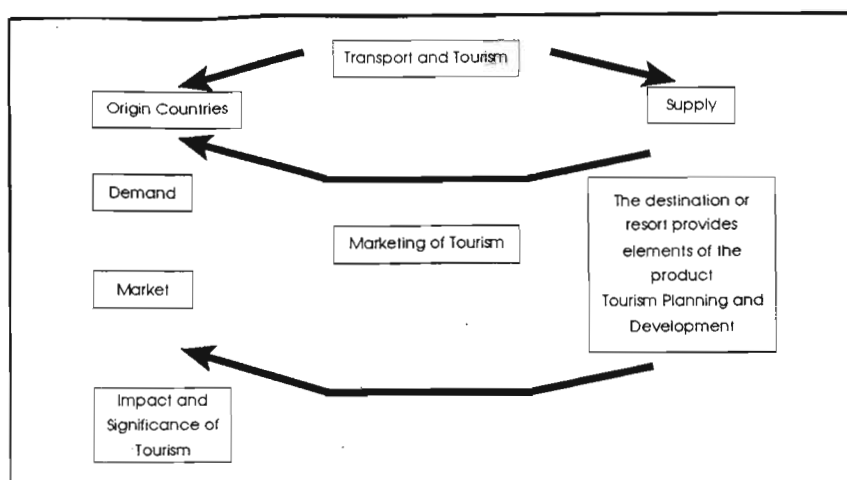 Transport and Tourism
Origin Countries
Supply
Demand
The destination or
resort provides
elements of the
product
Tourism Planning and
Development
Marketing of Tourism
Market
Impact and
Significance of
Tourism